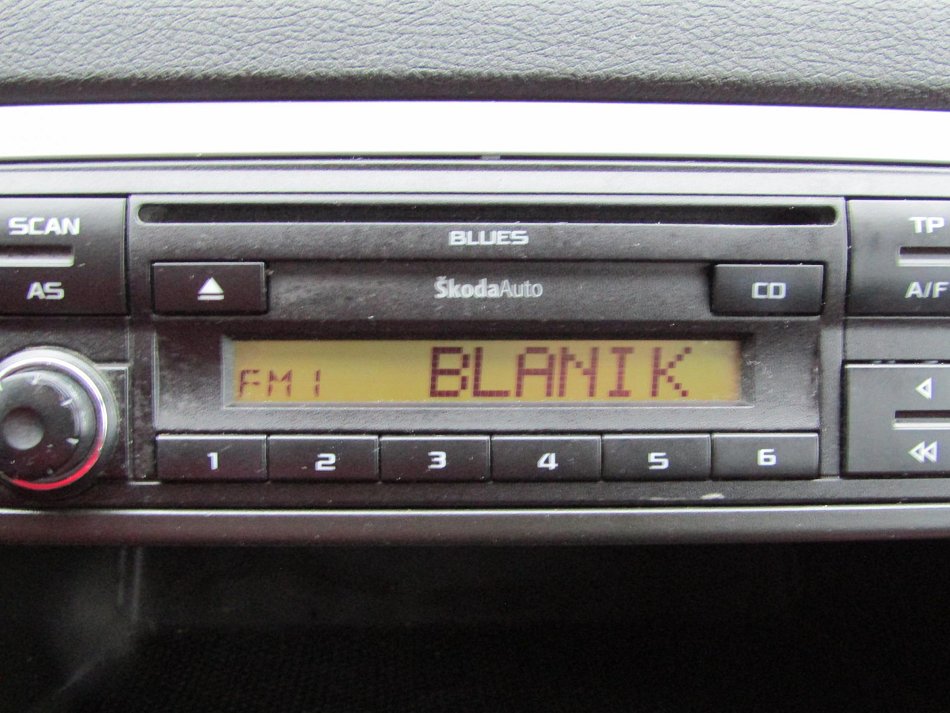 SCAN
AS
BLUES
ŠkodaAuto
CD
TP
A/F
FM1 BLANIK
1 2 3 4 5 6